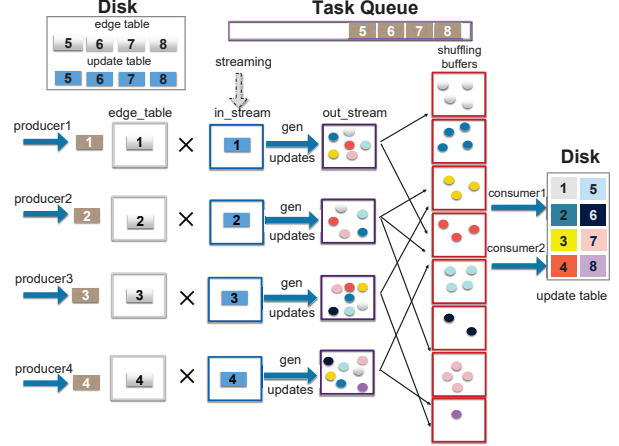 Disk
edge table
5 6 7 8
update table
5 6 7 8
Task Queue
5 6 7 8
streaming
shuffling
buffers
edge_table
in_stream
out_stream
producer1
1
1
×
1
gen
updates
producer2
2
2
×
2
gen
updates
producer3
3
3
×
3
gen
updates
producer4
4
4
×
4
gen
updates
consumer1
consumer2
Disk
1 5
2 6
3 7
4 8
update table